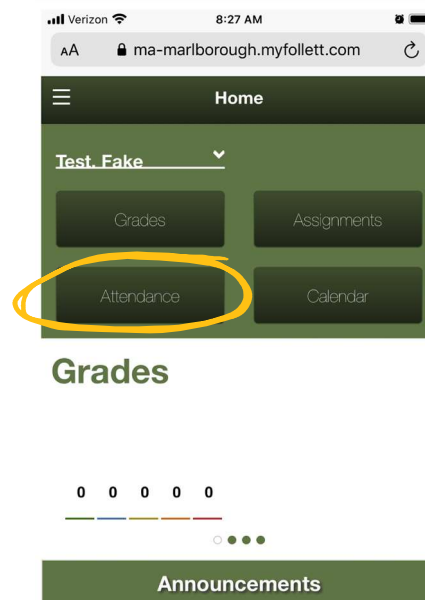 Verizon 8:27 AM
AA ma-marlborough.myfollett.com
Home
Test, Fake
Grades Assignments
Attendance Calendar
Grades
0 0 0 0 0
Announcements